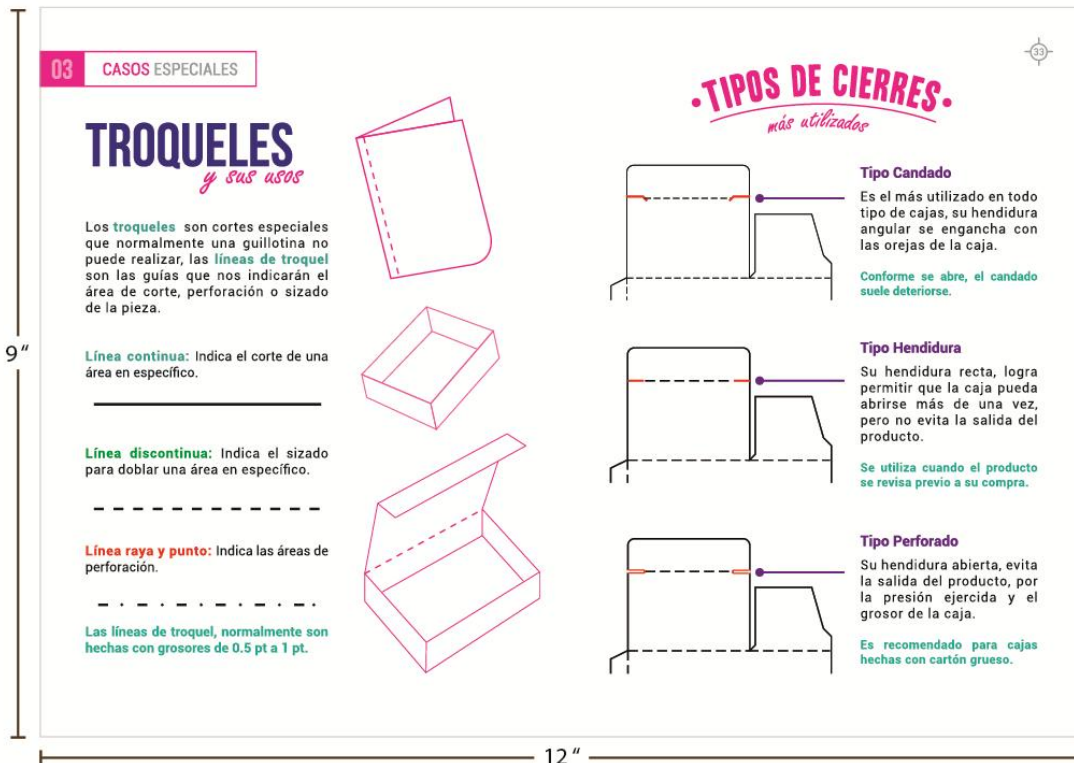 03 CASOS ESPECIALES
33
TROQUELES
y sus usos
Los troqueles son cortes especiales
que normalmente una guillotina no
puede realizar, las líneas de troquel
son las guías que nos indicarán el
área de corte, perforación o sizado
de la pieza.
Línea continua: Indica el corte de una
área en específico.
Línea discontinua: Indica el sizado
para doblar una área en específico.
Línea raya y punto: Indica las áreas de
perforación.
Las líneas de troquel, normalmente son
hechas con grosores de 0.5 pt a 1 pt.
TIPOS DE CIERRES
más utilizados
Tipo Candado
Es el más utilizado en todo
tipo de cajas, su hendidura
angular se engancha con
las orejas de la caja.
Conforme se abre, el candado
suele deteriorse.
Tipo Hendidura
Su hendidura recta, logra
permitir que la caja pueda
abrirse más de una vez,
pero no evita la salida del
producto.
Se utiliza cuando el producto
se revisa previo a su compra.
Tipo Perforado
Su hendidura abierta, evita
la salida del producto, por
la presión ejercida y el
grosor de la caja.
Es recomendado para cajas
hechas con cartón grueso.
9"
12"